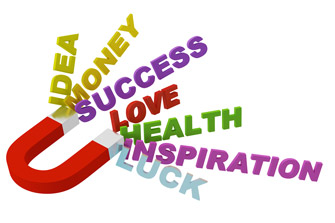 IDEA
MONEY
SUCCESS
LOVE
HEALTH
INSPIRATION
LUCK